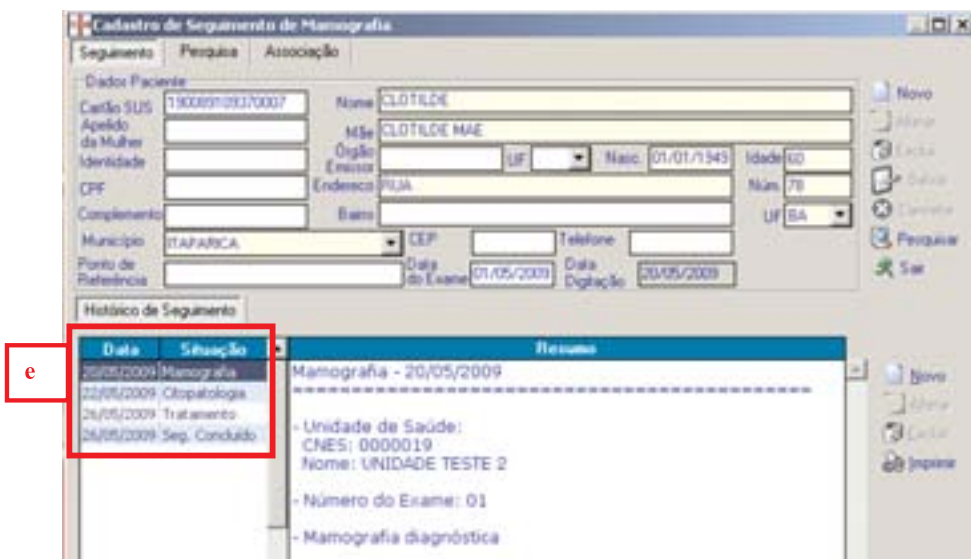 Cadastro de Seguimento de Mamografia
Seguimento Pesquisa Associação
Dados Paciente
Cartão SUS 190089109370007 Nome CLOTILDE
Apelido da Mulher Mãe CLOTILDE MAE
Identidade Órgão Emissor UF Nasc. 01/01/1949 Idade 60
CPF Endereco RUA Núm. 78
Complemento Bairro UF BA
Município ITAPARICA CEP Telefone
Ponto de Referência Data do Exame 01/05/2009 Data Digitação 20/05/2009
Novo
Alterar
Excluir
Cancelar
Pesquisar
Sair
Histórico de Seguimento
e
Data Situação Resumo
20/05/2009 Mamografia
22/05/2009 Citopatologia
26/05/2009 Tratamento
26/05/2009 Seg. Concluído
Mamografia - 20/05/2009
- Unidade de Saúde:
CNES: 0000019
Nome: UNIDADE TESTE 2
- Número do Exame: 01
- Mamografia diagnóstica
Novo
Alterar
Excluir
Imprimir